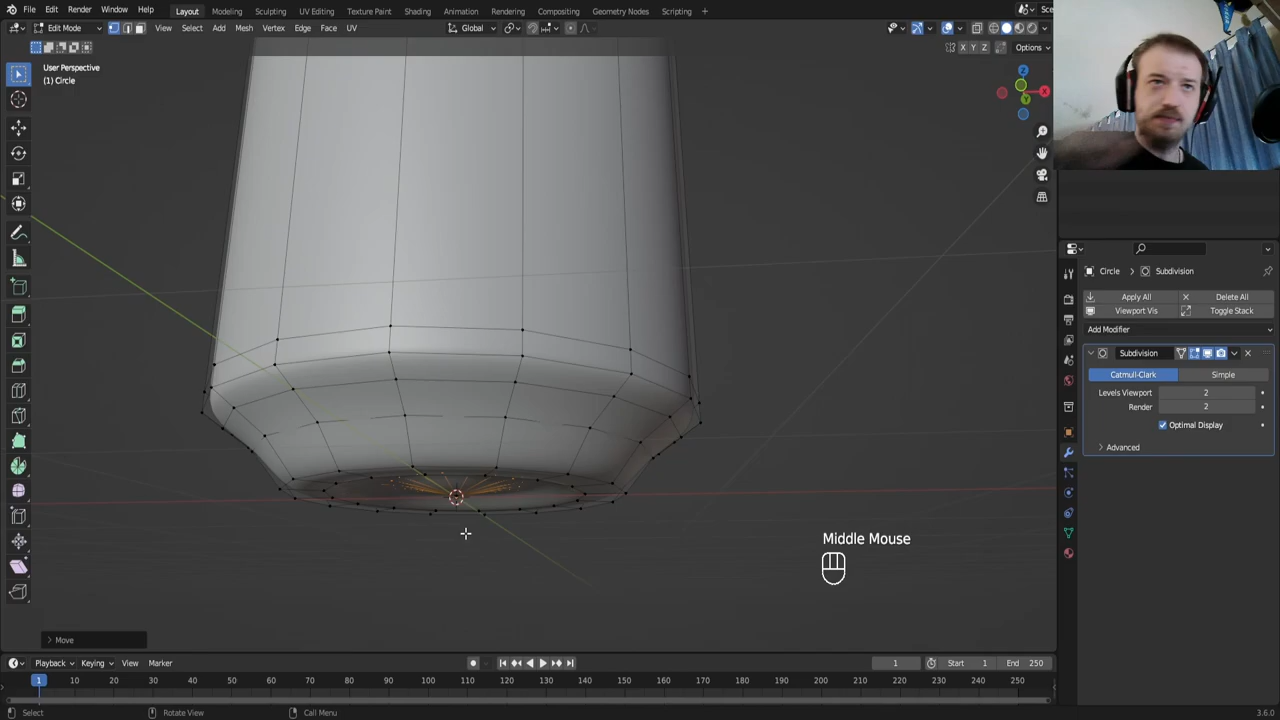 File Edit Render Window Help Layout Modeling Sculpting UV Editing Texture Paint Shading Animation Rendering Compositing Geometry Nodes Scripting + Sce
Edit Mode View Select Add Mesh Vertex Edge Face UV Global
X Y Z Options
User Perspective
(1) Circle
Z
X
Y
Circle > Subdivision
Apply All Delete All
Viewport Vis Toggle Stack
Add Modifier
Subdivision
Catmull-Clark Simple
Levels Viewport 2
Render 2
Optimal Display
Advanced
Middle Mouse
> Move
Playback Keying View Marker 1 Start 1 End 250
1 10 20 30 40 50 60 70 80 90 100 110 120 130 140 150 160 170 180 190 200 210 220 230 240 250
Select Rotate View Call Menu 3.6.0